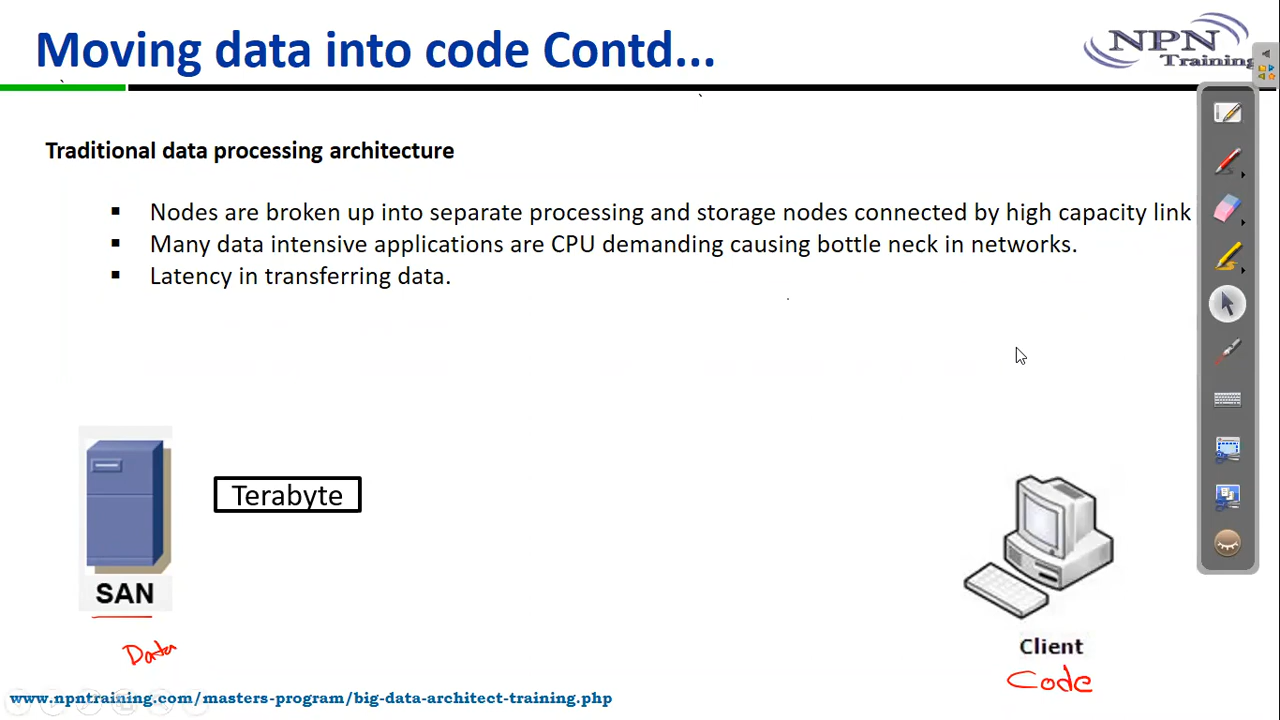 Moving data into code Contd...
NPN
Training
Traditional data processing architecture
▪ Nodes are broken up into separate processing and storage nodes connected by high capacity link
▪ Many data intensive applications are CPU demanding causing bottle neck in networks.
▪ Latency in transferring data.
Terabyte
SAN
Data
Client
Code
www.npntraining.com/masters-program/big-data-architect-training.php